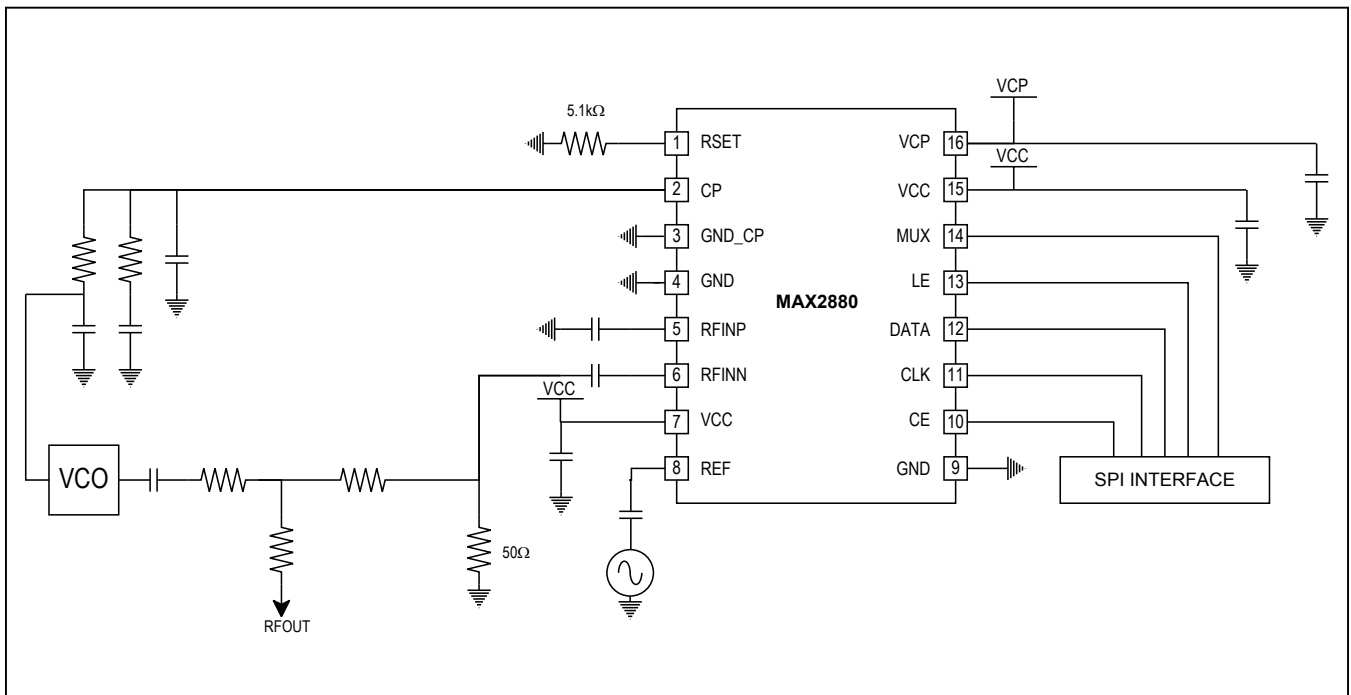 VCP
5.1kΩ
1 RSET
VCP 16
VCC
2 CP
VCC 15
3 GND_CP
MUX 14
4 GND
LE 13
MAX2880
5 RFINP
DATA 12
6 RFINN
CLK 11
VCC
7 VCC
CE 10
8 REF
GND 9
VCO
SPI INTERFACE
50Ω
RFOUT